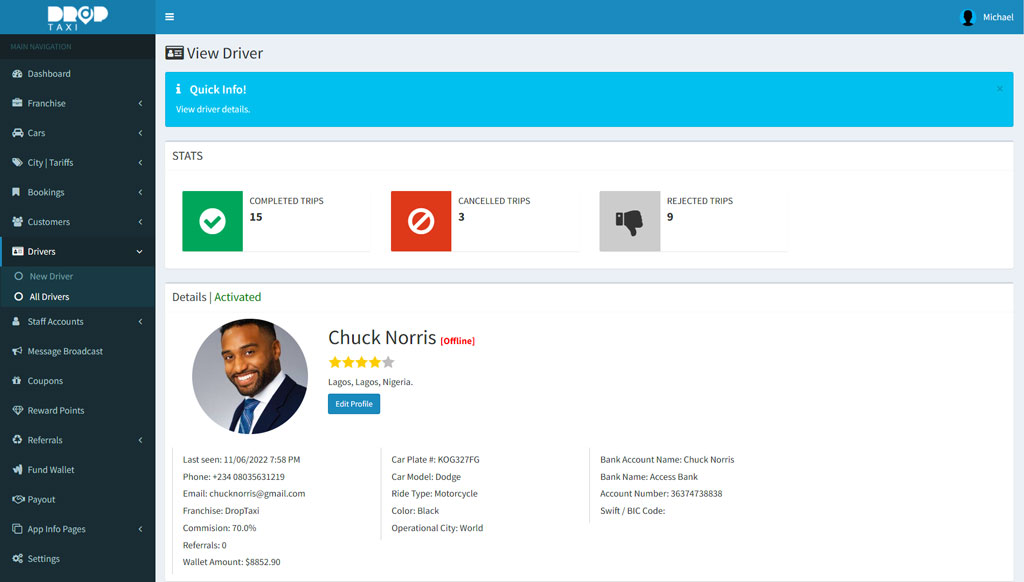 DROP
TAXI
Michael
MAIN NAVIGATION
Dashboard
Franchise
Cars
City | Tariffs
Bookings
Customers
Drivers
New Driver
All Drivers
Staff Accounts
Message Broadcast
Coupons
Reward Points
Referrals
Fund Wallet
Payout
App Info Pages
Settings
View Driver
Quick Info!
×
View driver details.
STATS
COMPLETED TRIPS
15
CANCELLED TRIPS
3
REJECTED TRIPS
9
Details | Activated
Chuck Norris [Offline]
Lagos, Lagos, Nigeria.
Edit Profile
Last seen: 11/06/2022 7:58 PM
Phone: +234 08035631219
Email: chucknorris@gmail.com
Franchise: DropTaxi
Commision: 70.0%
Referrals: 0
Wallet Amount: $8852.90
Car Plate #: KOG327FG
Car Model: Dodge
Ride Type: Motorcycle
Color: Black
Operational City: World
Bank Account Name: Chuck Norris
Bank Name: Access Bank
Account Number: 36374738838
Swift / BIC Code: